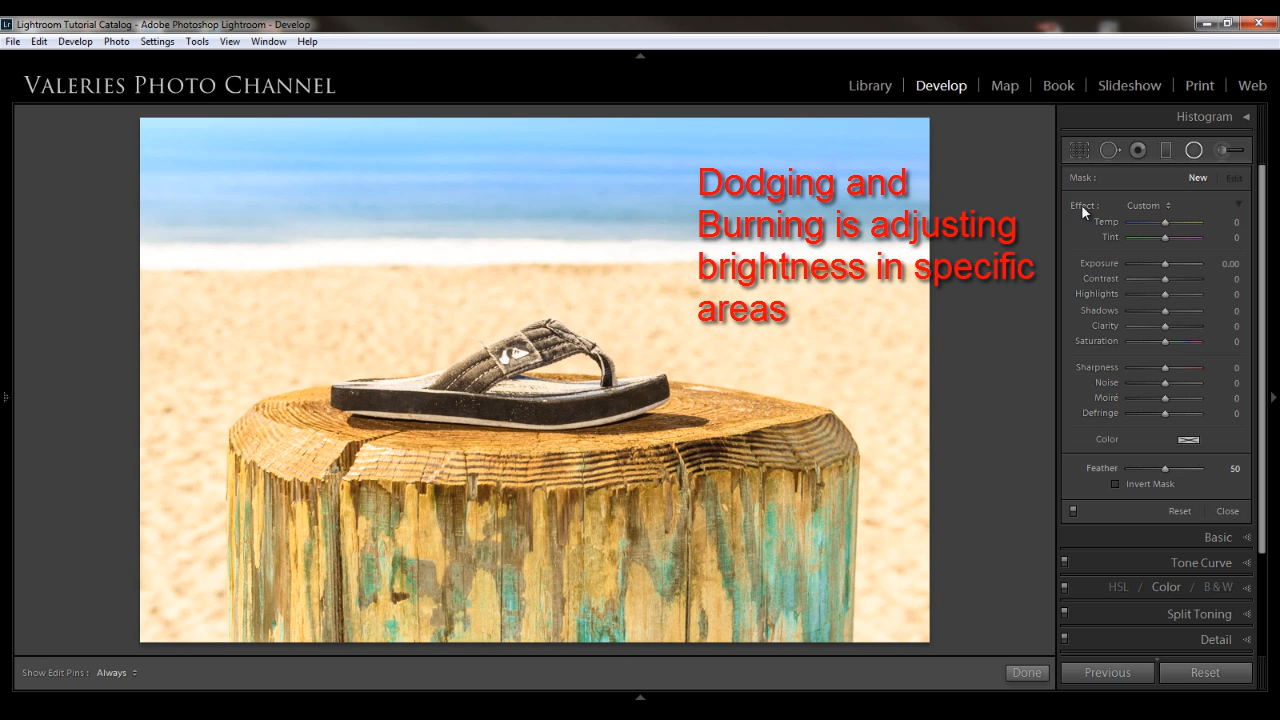 Lr Lightroom Tutorial Catalog - Adobe Photoshop Lightroom - Develop
File Edit Develop Photo Settings Tools View Window Help
VALERIES PHOTO CHANNEL
Library | Develop | Map | Book | Slideshow | Print | Web
Histogram
Mask : New Edit
Effect : Custom
Temp 0
Tint 0
Exposure 0.00
Contrast 0
Highlights 0
Shadows 0
Clarity 0
Saturation 0
Sharpness 0
Noise 0
Moiré 0
Defringe 0
Color
Feather 50
Invert Mask
Reset Close
Basic
Tone Curve
HSL / Color / B & W
Split Toning
Detail
Previous Reset
Dodging and
Burning is adjusting
brightness in specific
areas
Show Edit Pins : Always
Done